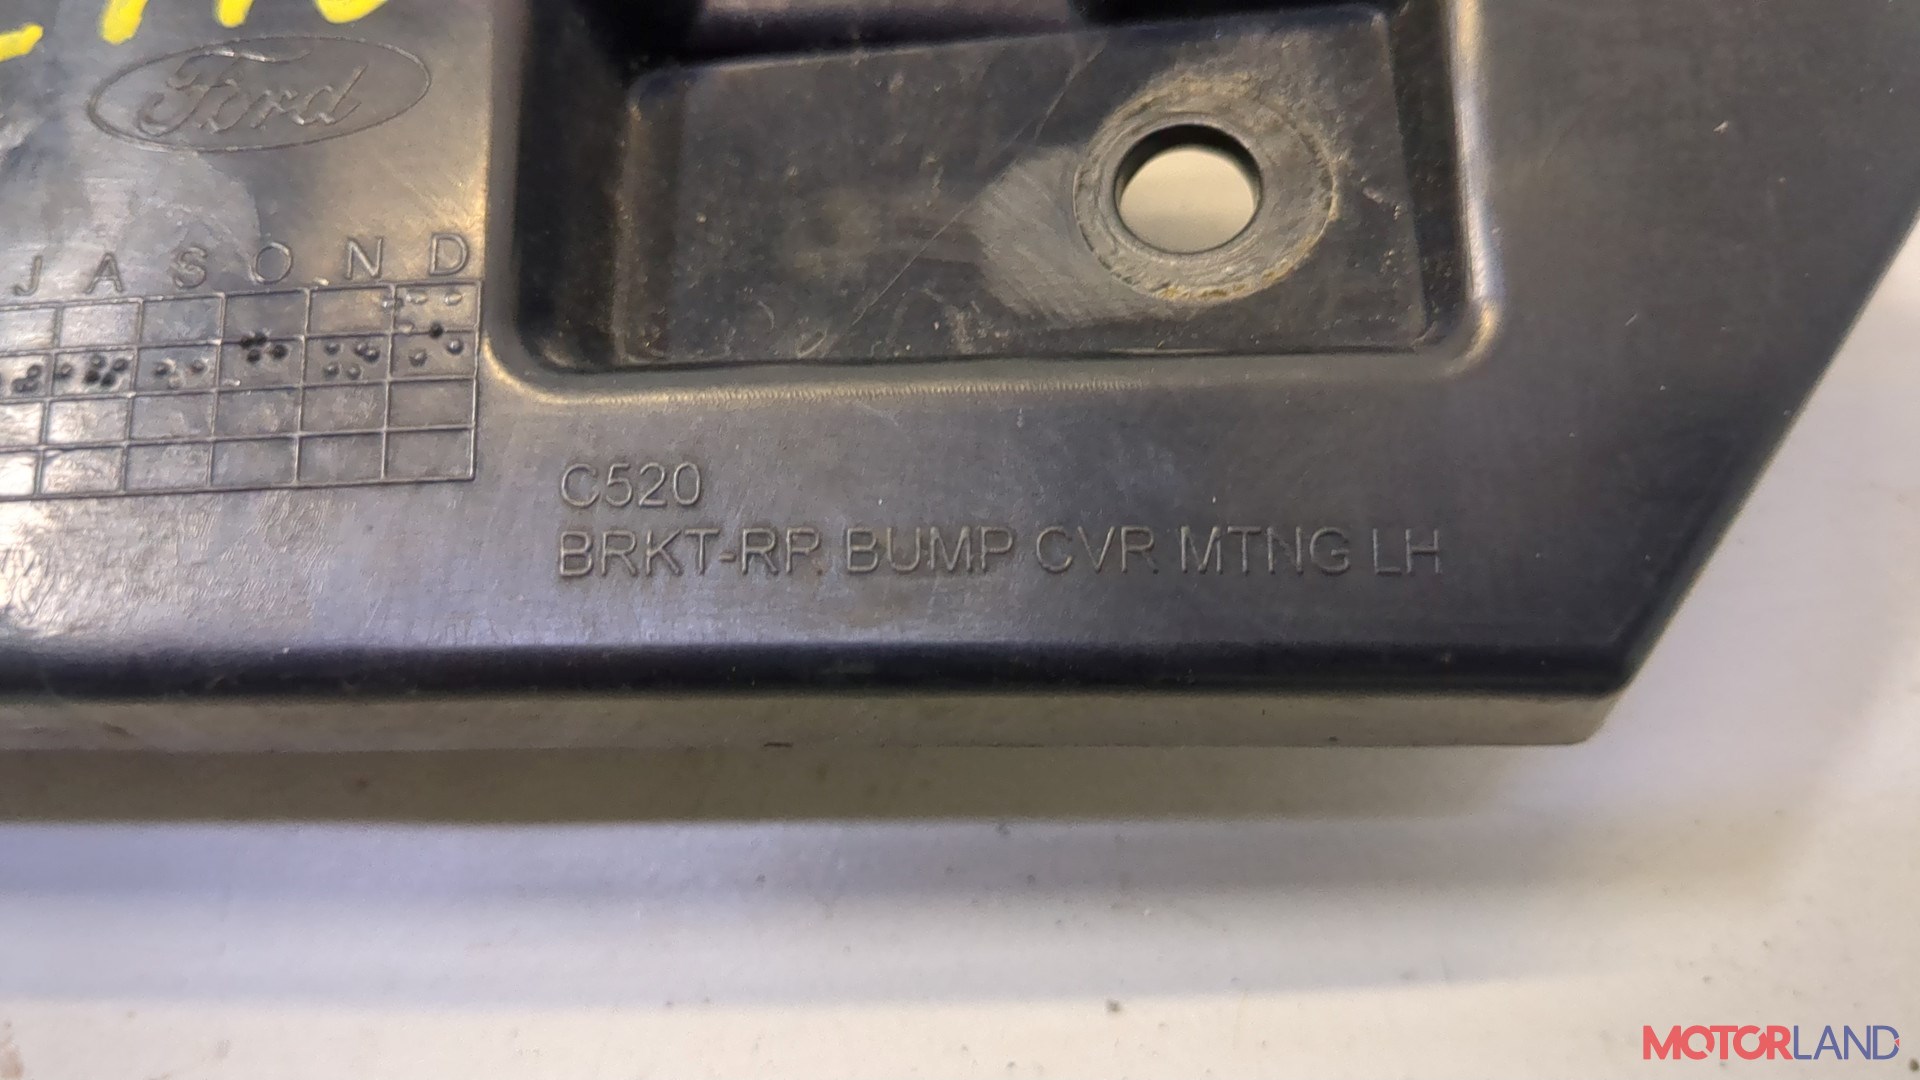 Ford
J A S O N D
C520
BRKT-RR BUMP CVR MTNG LH
MOTORLAND